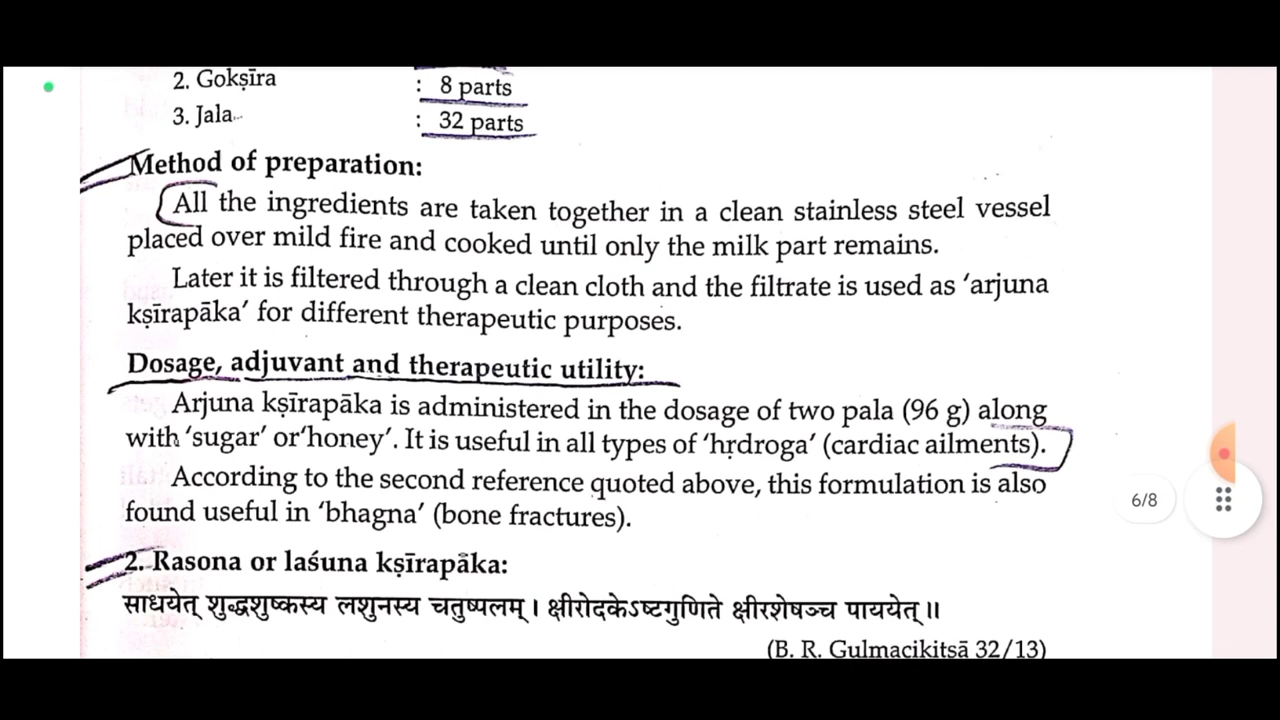 2. Gokṣīra : 8 parts
3. Jala : 32 parts
Method of preparation:
All the ingredients are taken together in a clean stainless steel vessel
placed over mild fire and cooked until only the milk part remains.
Later it is filtered through a clean cloth and the filtrate is used as ‘arjuna
kṣīrapāka’ for different therapeutic purposes.
Dosage, adjuvant and therapeutic utility:
Arjuna kṣīrapāka is administered in the dosage of two pala (96 g) along
with ‘sugar’ or‘honey’. It is useful in all types of ‘hṛdroga’ (cardiac ailments).
According to the second reference quoted above, this formulation is also
found useful in ‘bhagna’ (bone fractures).
6/8
2. Rasona or laśuna kṣīrapāka:
साधयेत् शुद्धशुष्कस्य लशुनस्य चतुष्पलम्। क्षीरोदकेऽष्टगुणिते क्षीरशेषञ्च पाययेत्॥
(B. R. Gulmacikitsā 32/13)